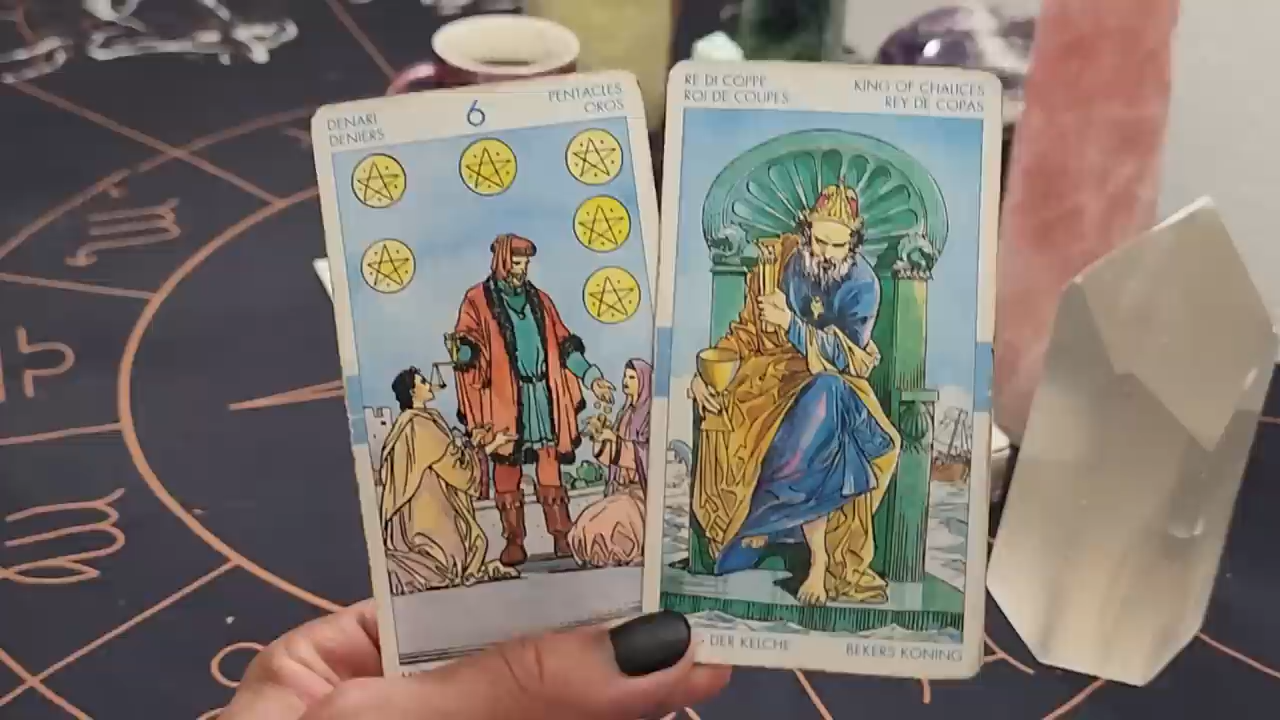 DENARI
DENIERS
6
PENTACLES
OROS
RE DI COPPE
ROI DE COUPES
KING OF CHALICES
REY DE COPAS
DER KELCHE
BEKERS KONING